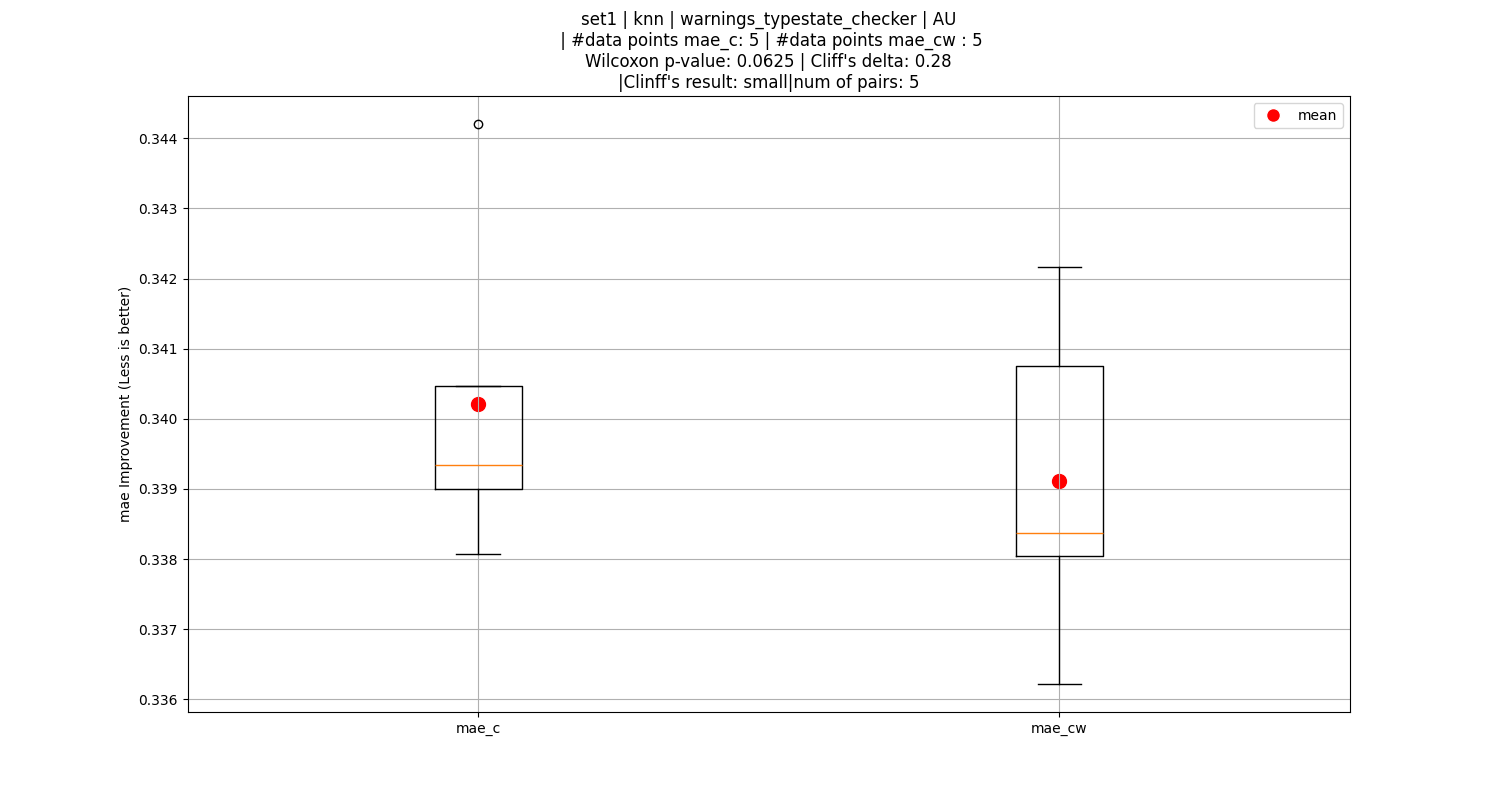 set1 | knn | warnings_typestate_checker | AU
| #data points mae_c: 5 | #data points mae_cw : 5
Wilcoxon p-value: 0.0625 | Cliff's delta: 0.28
|Clinff's result: small|num of pairs: 5
mean
mae Improvement (Less is better)
0.344
0.343
0.342
0.341
0.340
0.339
0.338
0.337
0.336
mae_c
mae_cw